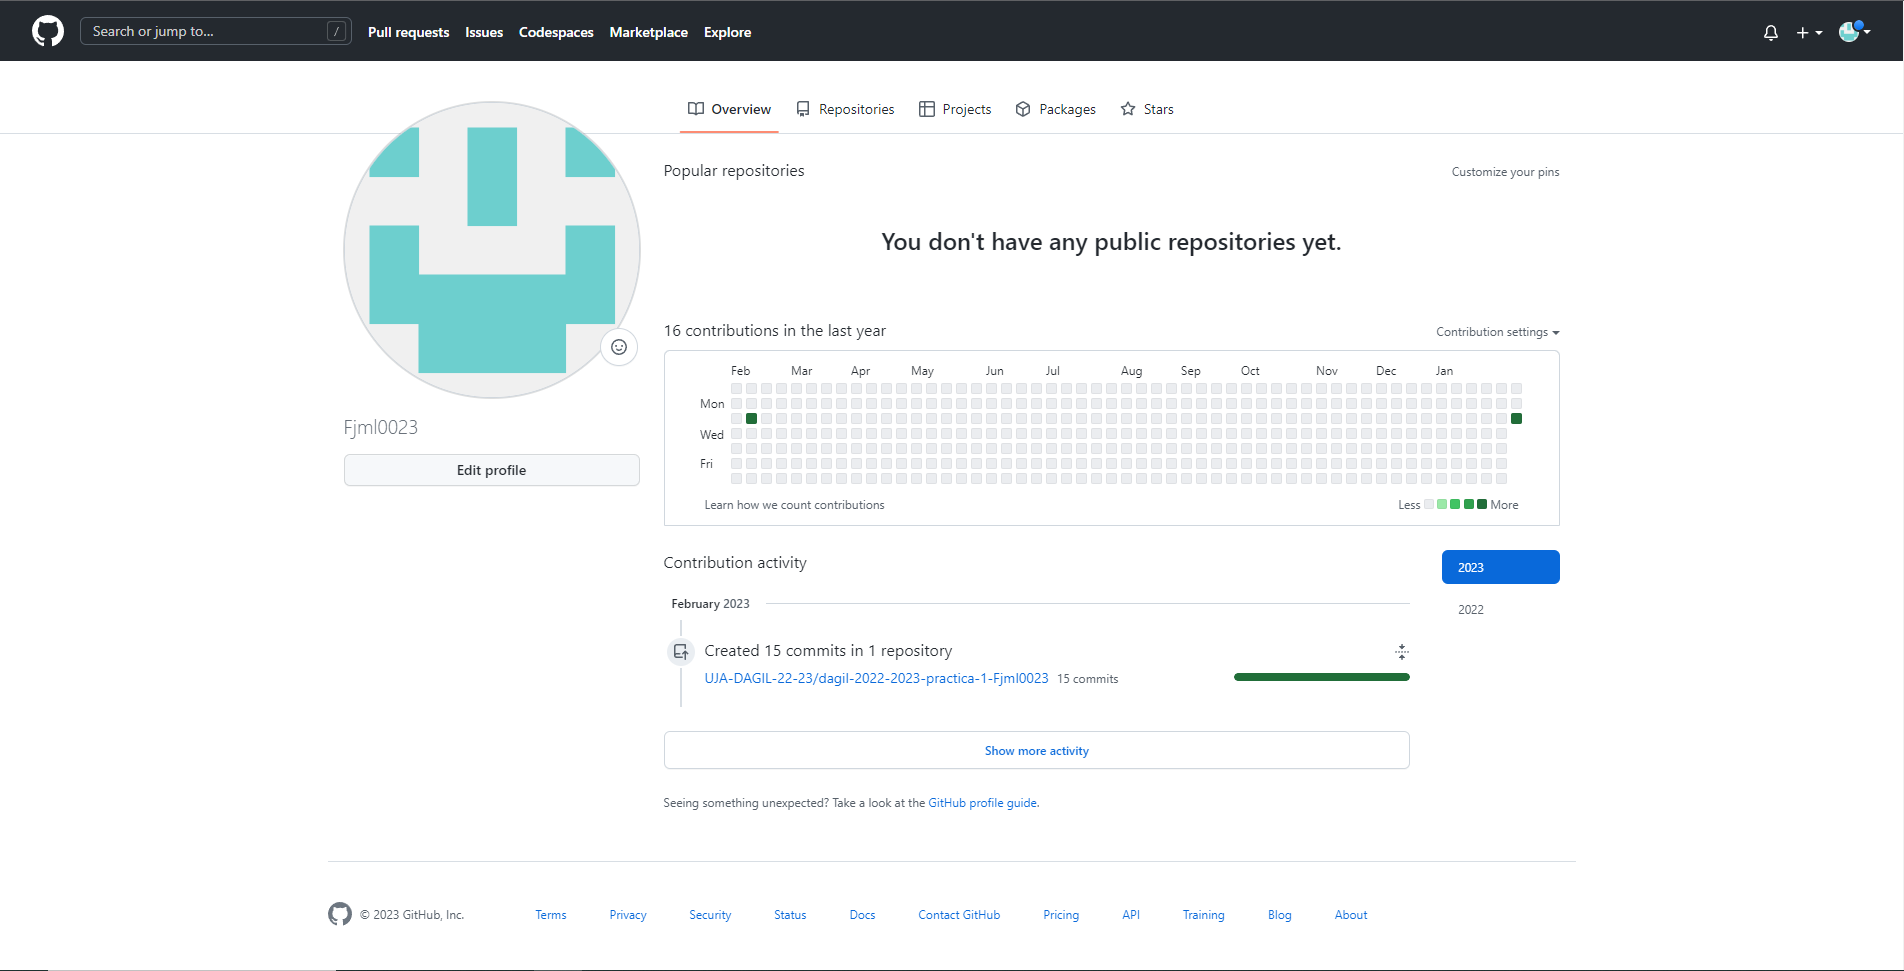 Search or jump to... /
Pull requests Issues Codespaces Marketplace Explore
Overview Repositories Projects Packages Stars
Popular repositories Customize your pins
You don't have any public repositories yet.
Fjml0023
Edit profile
16 contributions in the last year Contribution settings
Feb Mar Apr May Jun Jul Aug Sep Oct Nov Dec Jan
Mon
Wed
Fri
Learn how we count contributions Less More
Contribution activity
2023
2022
February 2023
Created 15 commits in 1 repository
UJA-DAGIL-22-23/dagil-2022-2023-practica-1-Fjml0023 15 commits
Show more activity
Seeing something unexpected? Take a look at the GitHub profile guide.
© 2023 GitHub, Inc. Terms Privacy Security Status Docs Contact GitHub Pricing API Training Blog About